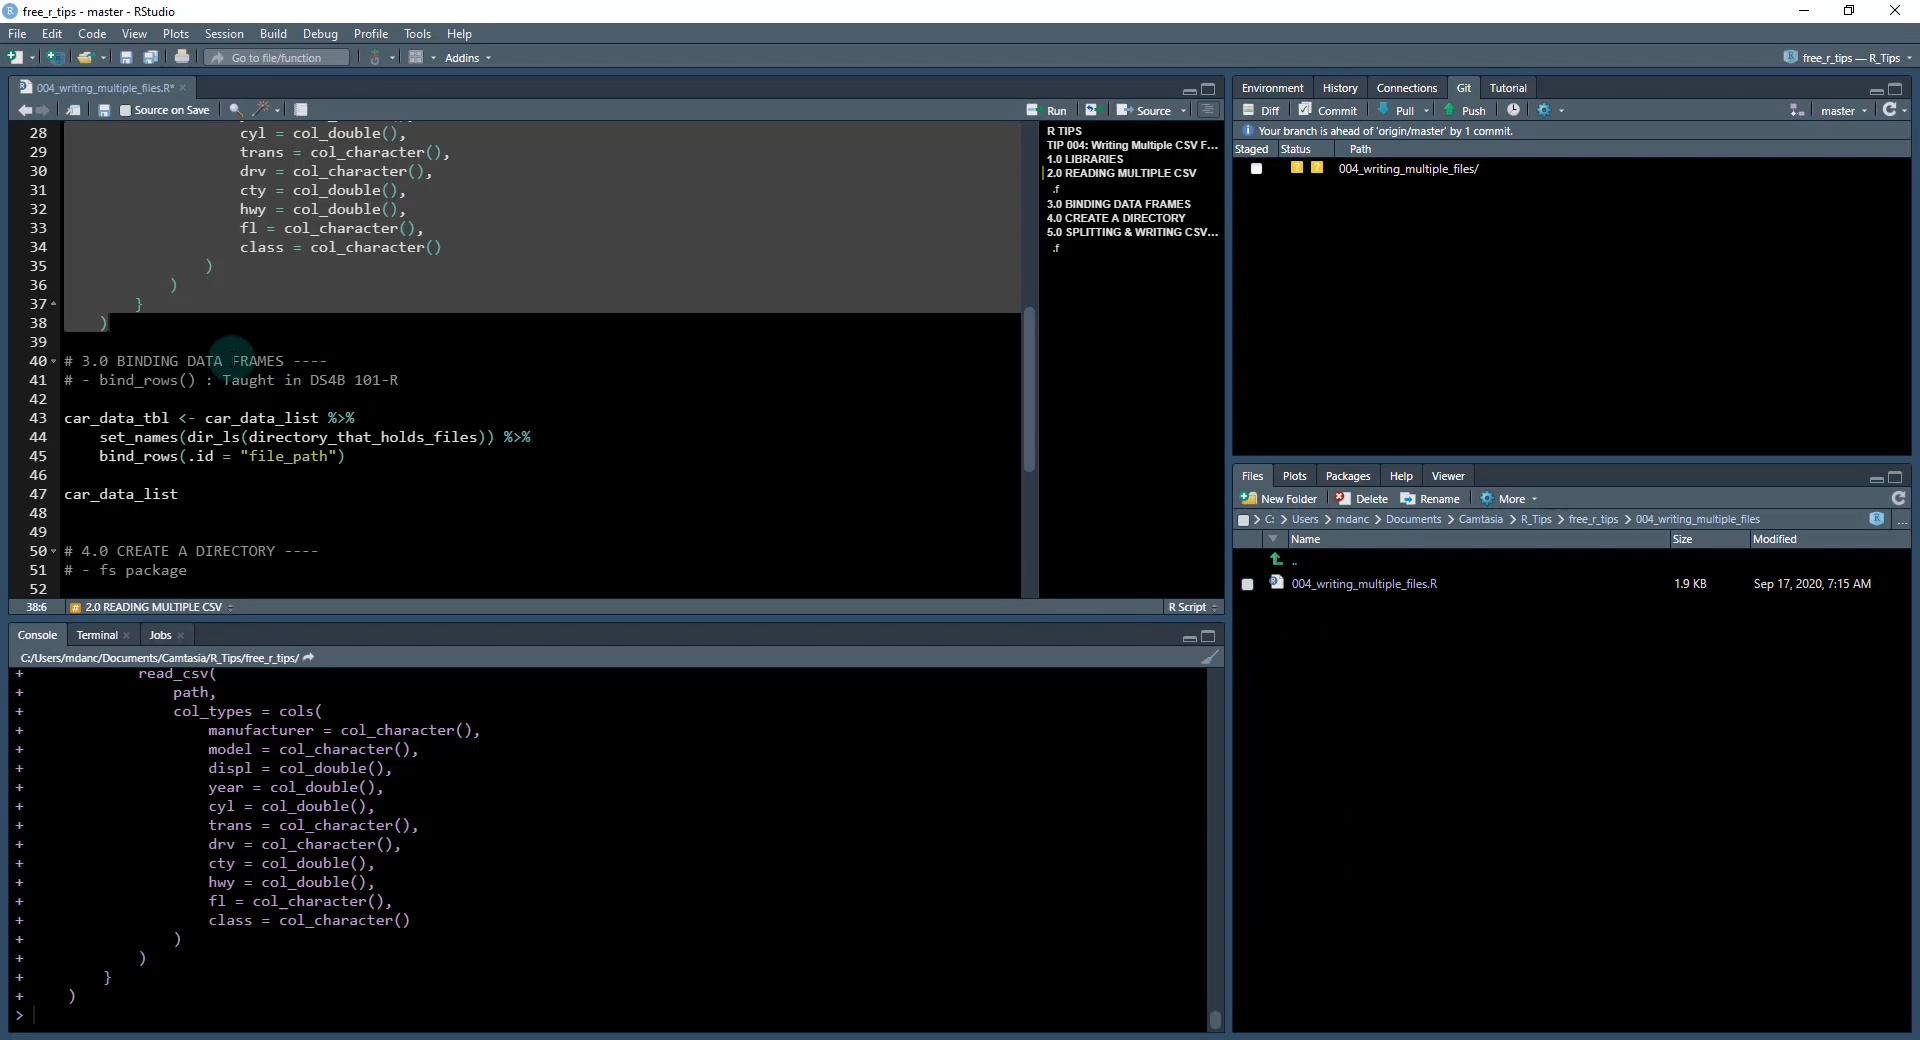 free_r_tips - master - RStudio
File Edit Code View Plots Session Build Debug Profile Tools Help
Go to file/function Addins free_r_tips — R_Tips
004_writing_multiple_files.R*
Source on Save Run Source
28 cyl = col_double(),
29 trans = col_character(),
30 drv = col_character(),
31 cty = col_double(),
32 hwy = col_double(),
33 fl = col_character(),
34 class = col_character()
35 )
36 )
37 }
38 )
39
40 # 3.0 BINDING DATA FRAMES ----
41 # - bind_rows() : Taught in DS4B 101-R
42
43 car_data_tbl <- car_data_list %>%
44 set_names(dir_ls(directory_that_holds_files)) %>%
45 bind_rows(.id = "file_path")
46
47 car_data_list
48
49
50 # 4.0 CREATE A DIRECTORY ----
51 # - fs package
52
38:6 # 2.0 READING MULTIPLE CSV R Script
R TIPS
TIP 004: Writing Multiple CSV F...
1.0 LIBRARIES
2.0 READING MULTIPLE CSV
.f
3.0 BINDING DATA FRAMES
4.0 CREATE A DIRECTORY
5.0 SPLITTING & WRITING CSV...
.f
Console Terminal Jobs
C:/Users/mdanc/Documents/Camtasia/R_Tips/free_r_tips/
+ read_csv(
+ path,
+ col_types = cols(
+ manufacturer = col_character(),
+ model = col_character(),
+ displ = col_double(),
+ year = col_double(),
+ cyl = col_double(),
+ trans = col_character(),
+ drv = col_character(),
+ cty = col_double(),
+ hwy = col_double(),
+ fl = col_character(),
+ class = col_character()
+ )
+ )
+ }
+ )
>
Environment History Connections Git Tutorial
Diff Commit Pull Push master
Your branch is ahead of 'origin/master' by 1 commit.
Staged Status Path
? ? 004_writing_multiple_files/
Files Plots Packages Help Viewer
New Folder Delete Rename More
C: > Users > mdanc > Documents > Camtasia > R_Tips > free_r_tips > 004_writing_multiple_files ...
Name Size Modified
..
004_writing_multiple_files.R 1.9 KB Sep 17, 2020, 7:15 AM